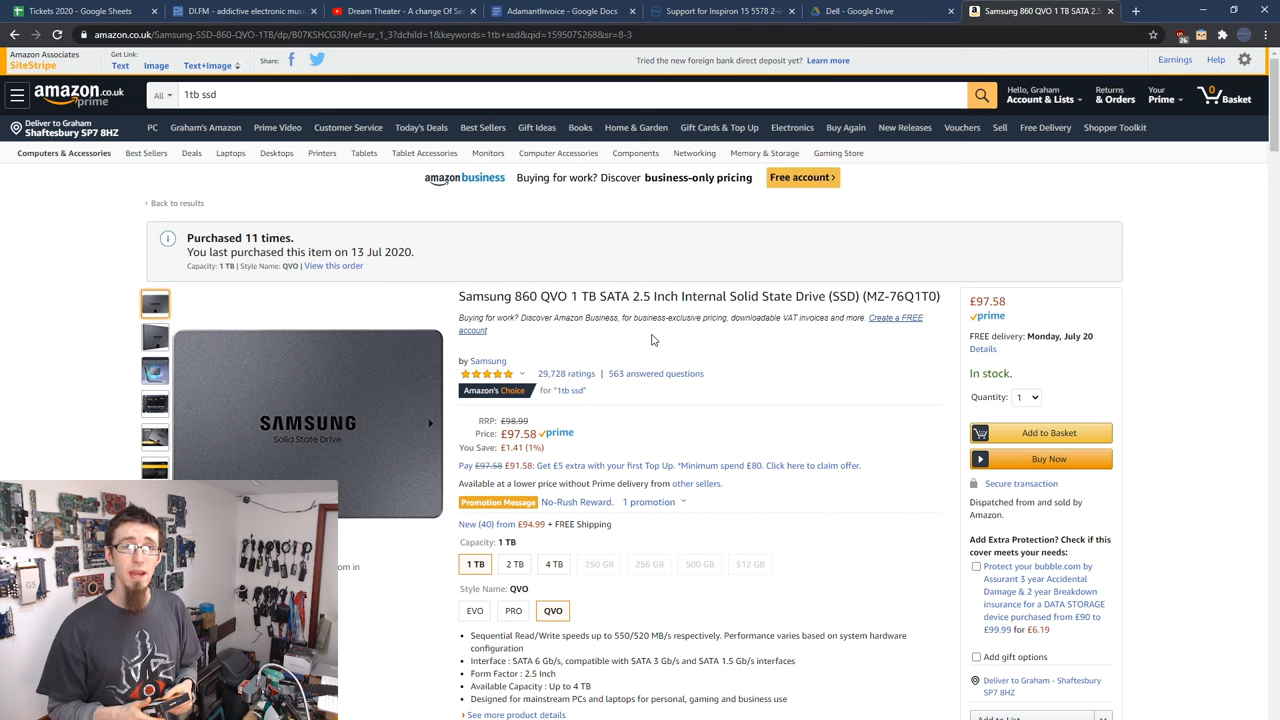 Tickets 2020 - Google Sheets
DLFM - addictive electronic mus
Dream Theater - A Change Of Se
AdamantInvoice - Google Docs
Support for Inspiron 15 5578 2-i
Dell - Google Drive
Samsung 860 QVO 1 TB SATA 2.5
amazon.co.uk/Samsung-SSD-860-QVO-1TB/dp/B07KSHCG3R/ref=sr_1_3?dchild=1&keywords=1tb+ssd&qid=1595075268&sr=8-3
26
Amazon Associates
SiteStripe
Get Link:
Text Image Text+Image
Share:
Tried the new foreign bank direct deposit yet? Learn more
Earnings Help
amazon.co.uk
prime
All
1tb ssd
Hello, Graham
Account & Lists
Returns
& Orders
Your
Prime
0
Basket
Deliver to Graham
Shaftesbury SP7 8HZ
PC Graham's Amazon Prime Video Customer Service Today's Deals Best Sellers Gift Ideas Books Home & Garden Gift Cards & Top Up Electronics Buy Again New Releases Vouchers Sell Free Delivery Shopper Toolkit
Computers & Accessories Best Sellers Deals Laptops Desktops Printers Tablets Tablet Accessories Monitors Computer Accessories Components Networking Memory & Storage Gaming Store
amazon business Buying for work? Discover business-only pricing Free account ›
‹ Back to results
Purchased 11 times.
You last purchased this item on 13 Jul 2020.
Capacity: 1 TB | Style Name: QVO | View this order
SAMSUNG
Solid State Drive
om in
Samsung 860 QVO 1 TB SATA 2.5 Inch Internal Solid State Drive (SSD) (MZ-76Q1T0)
Buying for work? Discover Amazon Business, for business-exclusive pricing, downloadable VAT invoices and more. Create a FREE
account
by Samsung
29,728 ratings | 563 answered questions
Amazon's Choice for "1tb ssd"
RRP: £98.99
Price: £97.58 prime
You Save: £1.41 (1%)
Pay £97.58 £91.58: Get £5 extra with your first Top Up. *Minimum spend £80. Click here to claim offer.
Available at a lower price without Prime delivery from other sellers.
Promotion Message No-Rush Reward. 1 promotion
New (40) from £94.99 + FREE Shipping
Capacity: 1 TB
1 TB 2 TB 4 TB 250 GB 256 GB 500 GB 512 GB
Style Name: QVO
EVO PRO QVO
• Sequential Read/Write speeds up to 550/520 MB/s respectively. Performance varies based on system hardware
configuration
• Interface : SATA 6 Gb/s, compatible with SATA 3 Gb/s and SATA 1.5 Gb/s interfaces
• Form Factor : 2.5 Inch
• Available Capacity : Up to 4 TB
• Designed for mainstream PCs and laptops for personal, gaming and business use
› See more product details
£97.58
prime
FREE delivery: Monday, July 20
Details
In stock.
Quantity: 1
Add to Basket
Buy Now
Secure transaction
Dispatched from and sold by
Amazon.
Add Extra Protection? Check if this
cover meets your needs:
Protect your bubble.com by
Assurant 3 year Accidental
Damage & 2 year Breakdown
insurance for a DATA STORAGE
device purchased from £90 to
£99.99 for £6.19
Add gift options
Deliver to Graham - Shaftesbury
SP7 8HZ
Add to List